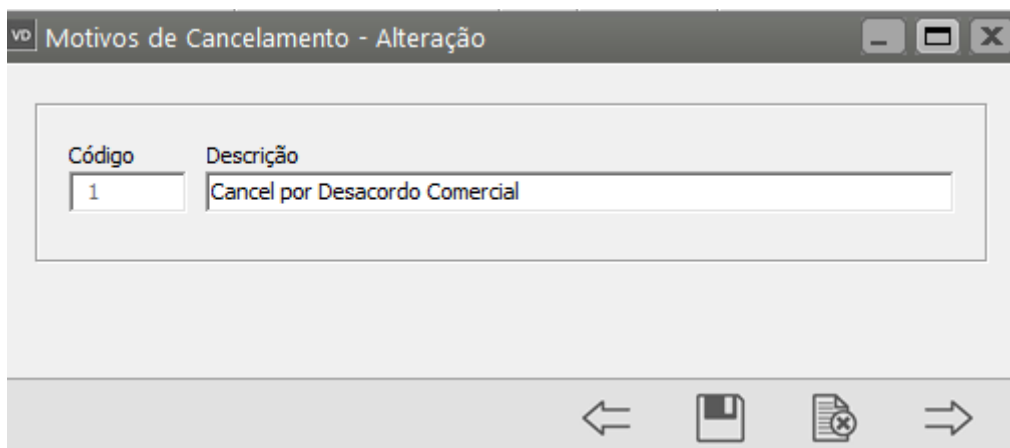 VD Motivos de Cancelamento - Alteração
Código Descrição
1 Cancel por Desacordo Comercial